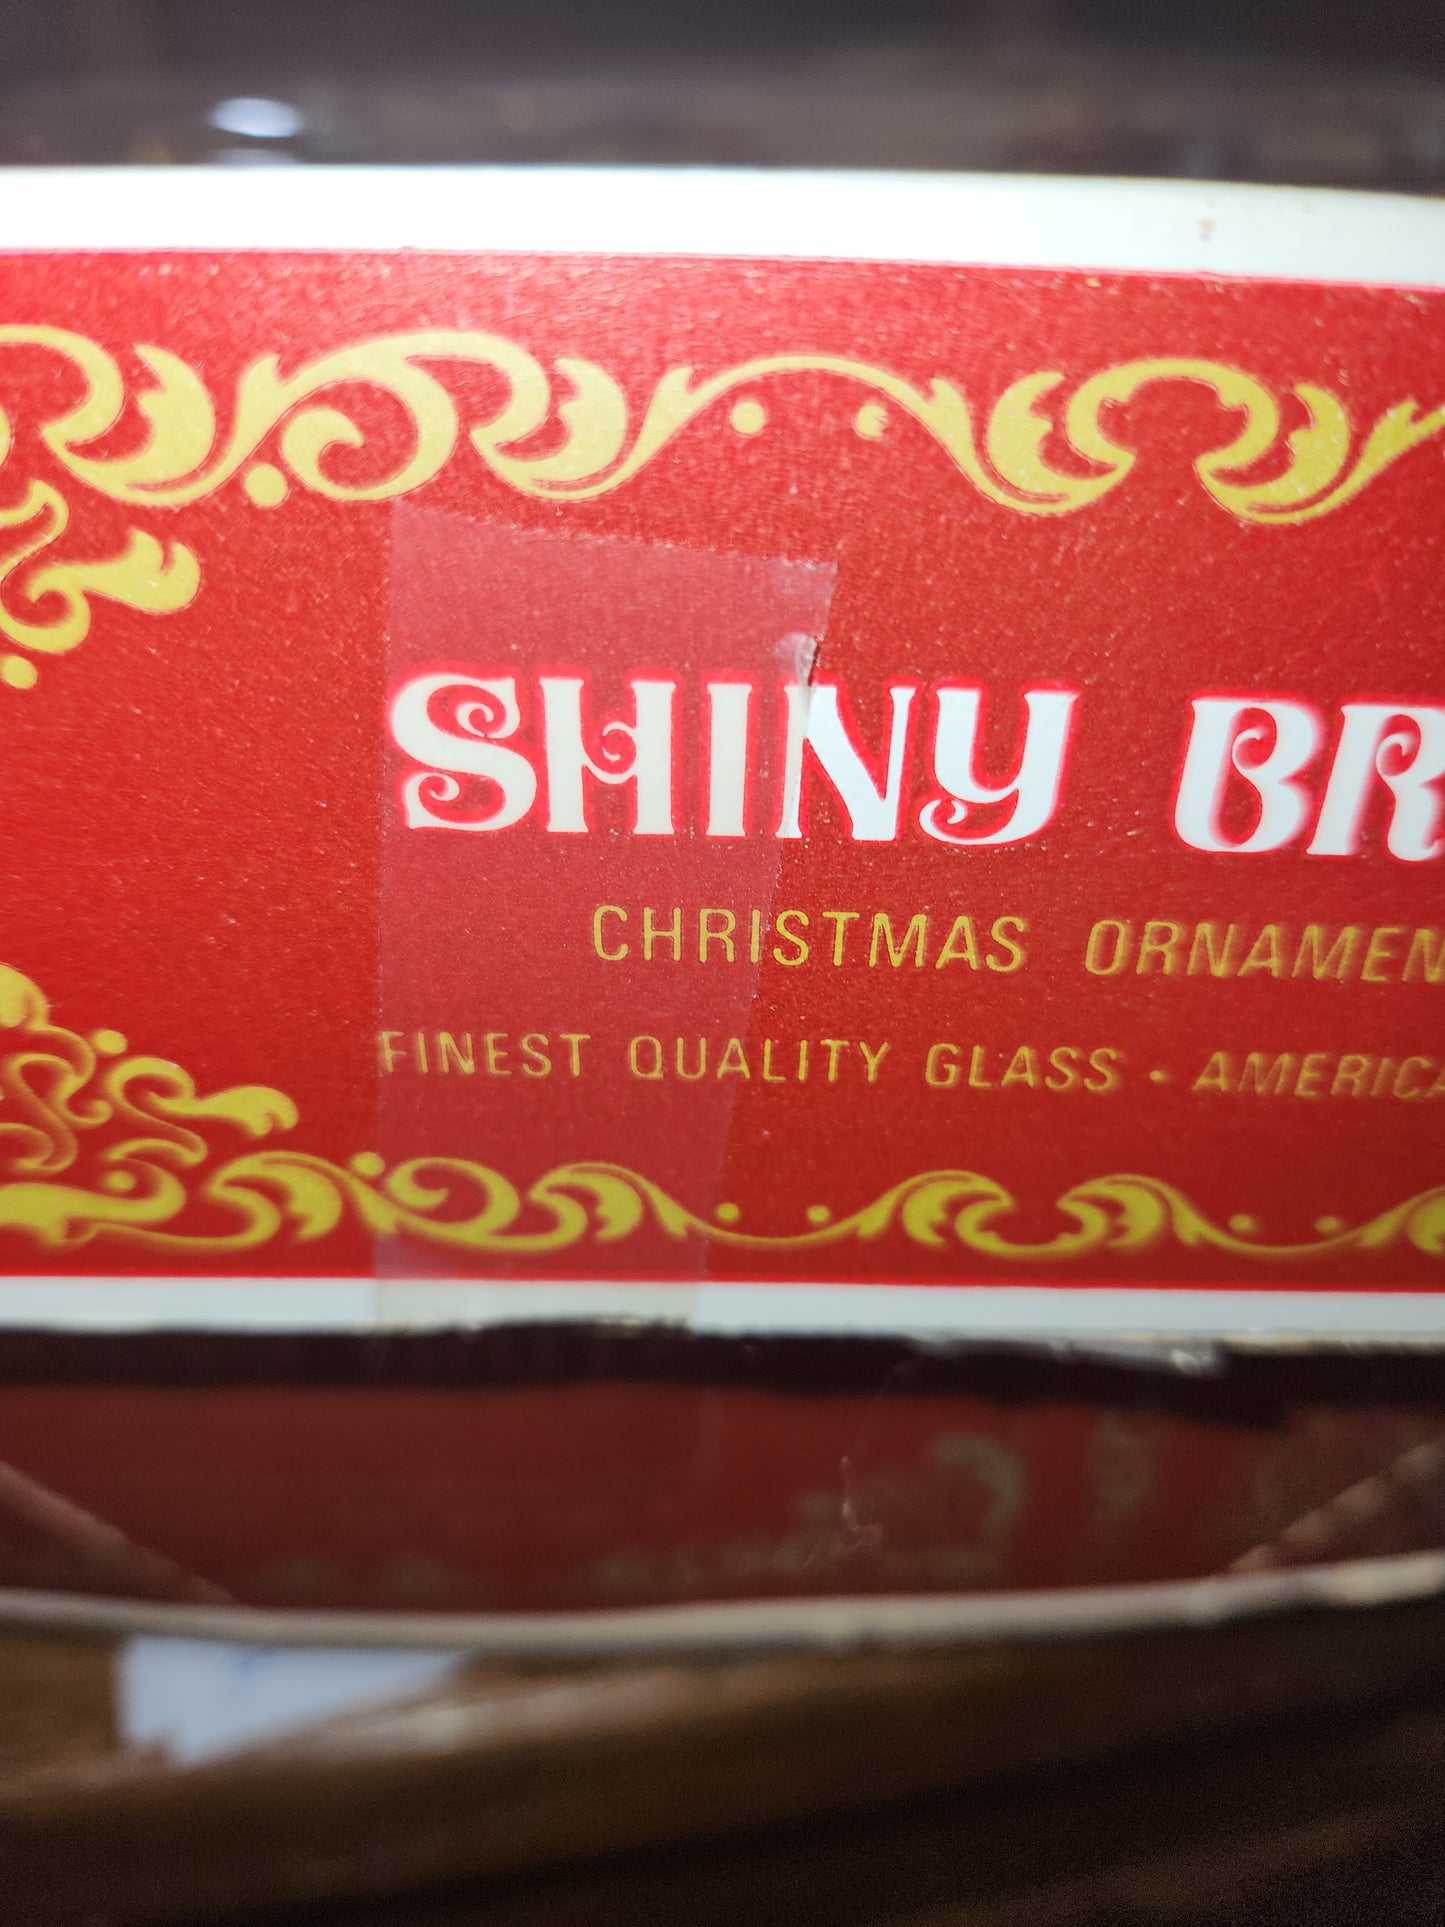 SHINY BR
CHRISTMAS ORNAMEN
FINEST QUALITY GLASS · AMERICA